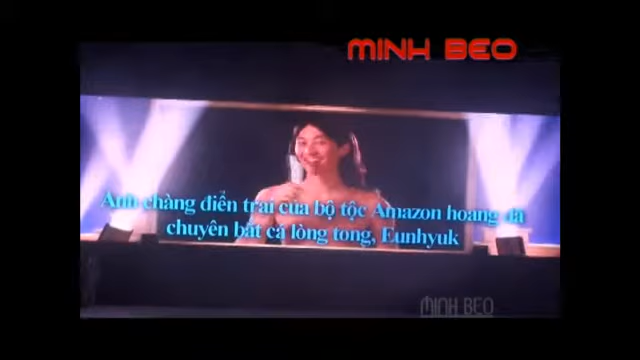 MINH BEO
Anh chàng điển trai của bộ tộc Amazon hoang dã
chuyên bắt cá lòng tong, Eunhyuk
MINH BEO